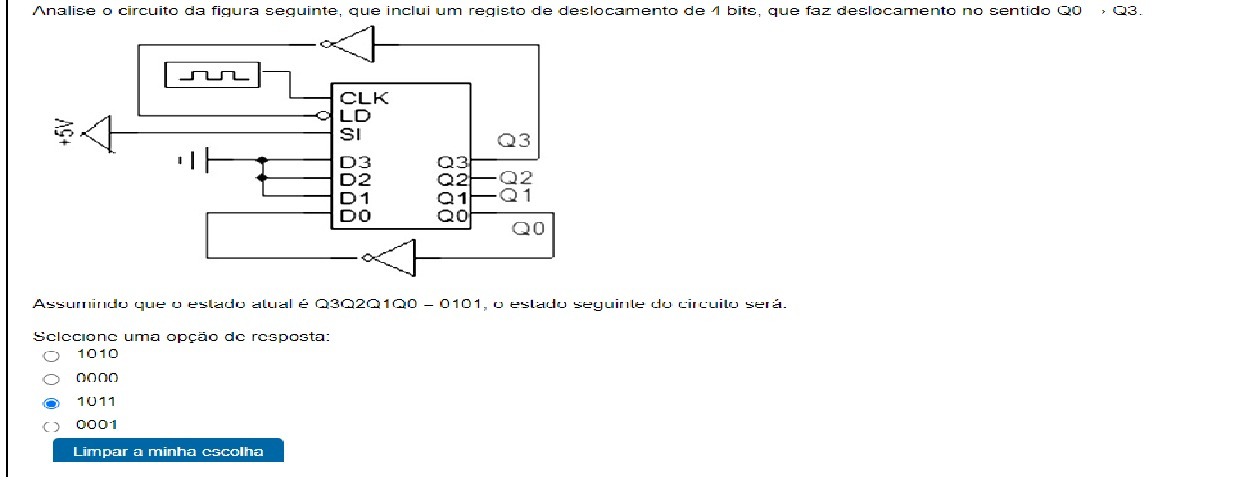 Analise o circuito da figura seguinte, que inclui um registo de deslocamento de 4 bits, que faz deslocamento no sentido Q0 → Q3.
CLK
LD
+5V
SI
Q3
D3 Q3
D2 Q2 Q2
D1 Q1 Q1
D0 Q0
Q0
Assumindo que o estado atual é Q3Q2Q1Q0 = 0101, o estado seguinte do circuito será:
Selecione uma opção de resposta:
1010
0000
1011
0001
Limpar a minha escolha